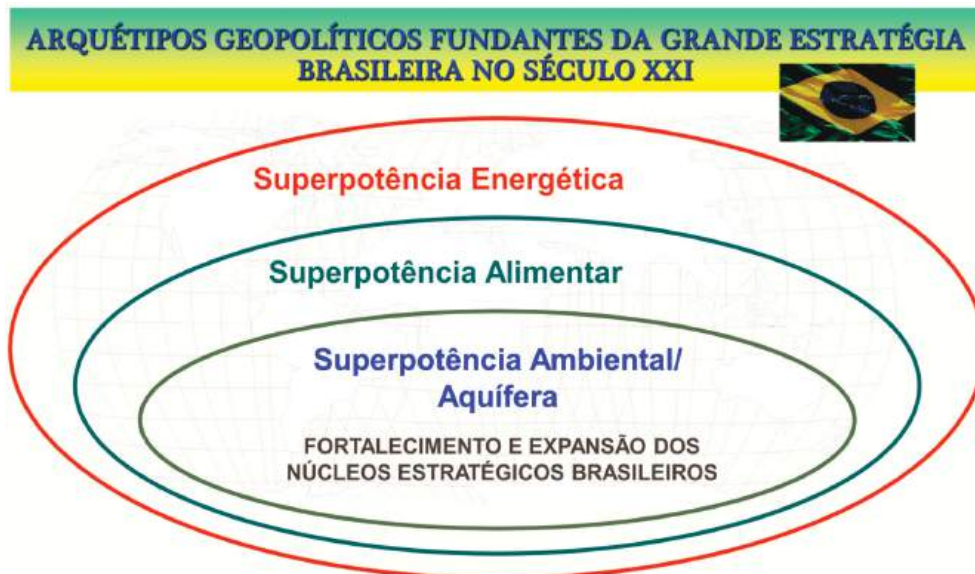 ARQUÉTIPOS GEOPOLÍTICOS FUNDANTES DA GRANDE ESTRATÉGIA
BRASILEIRA NO SÉCULO XXI
Superpotência Energética
Superpotência Alimentar
Superpotência Ambiental/
Aquífera
FORTALECIMENTO E EXPANSÃO DOS
NÚCLEOS ESTRATÉGICOS BRASILEIROS